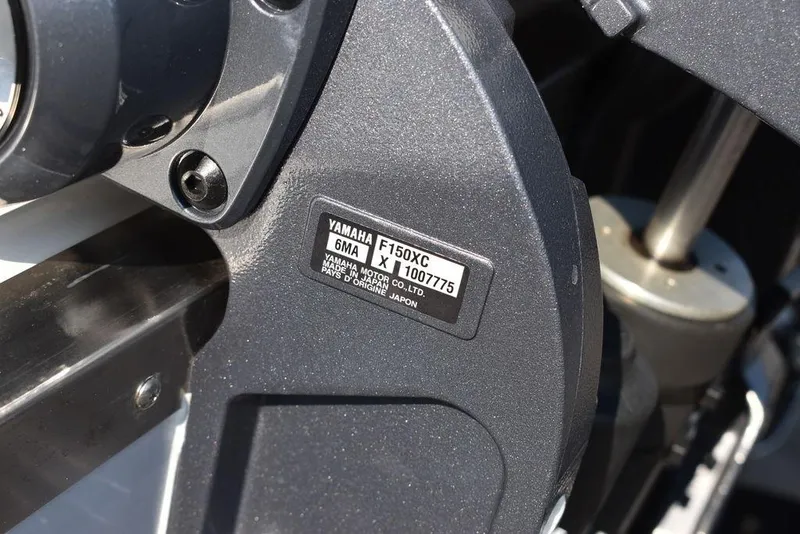 YAMAHA F150XC
6MA X 1007775
YAMAHA MOTOR CO.,LTD.
MADE IN JAPAN
PAYS D'ORIGINE JAPON